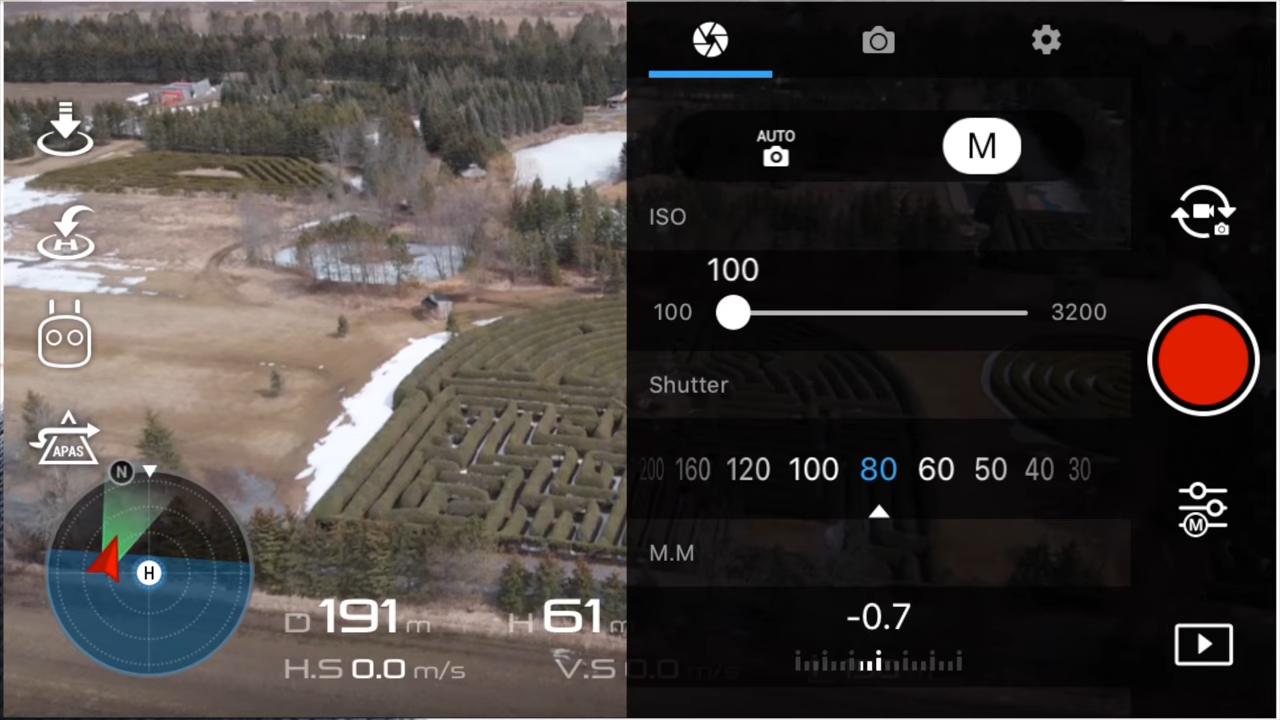 AUTO
M
ISO
100
100 3200
Shutter
200 160 120 100 80 60 50 40 30
M.M
-0.7
APAS
N
H
D 191 m H 61 m
H.S 0.0 m/s V:S 0.0 m/s
M